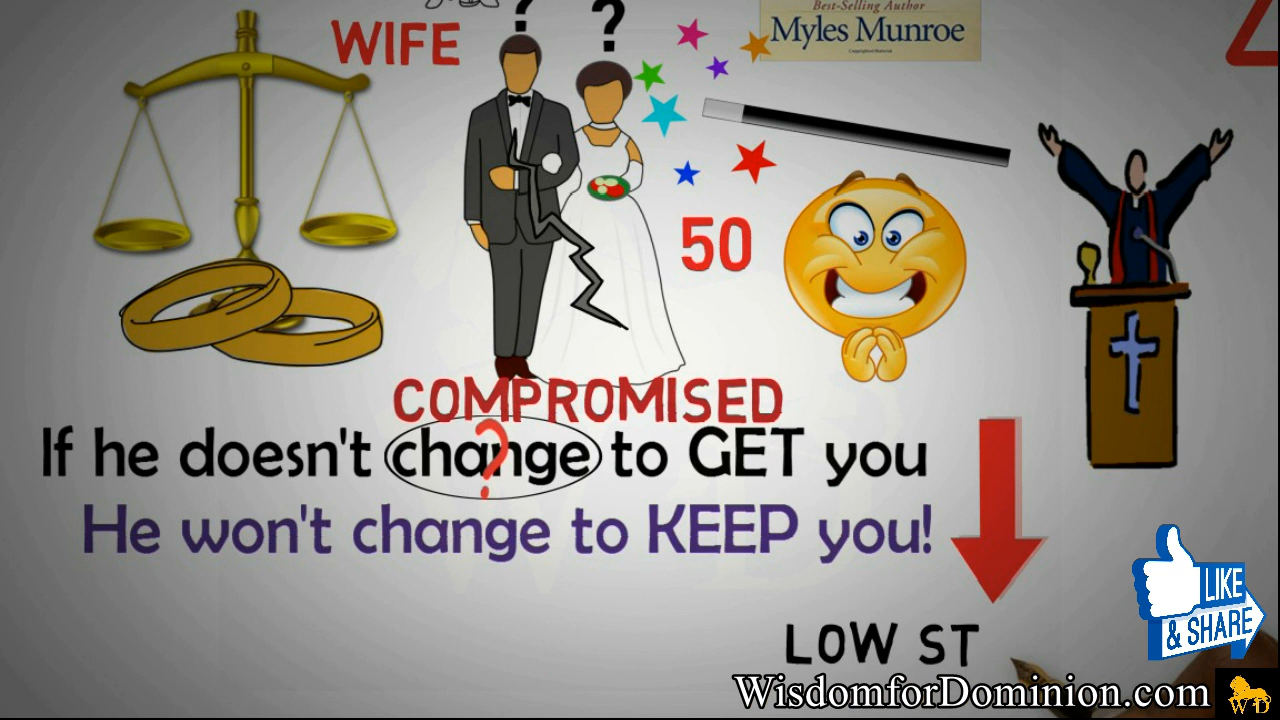 Best-Selling Author
WIFE
? ?
Myles Munroe
50
COMPROMISED
If he doesn't change to GET you
?
He won't change to KEEP you!
LIKE
& SHARE
LOW ST
WisdomforDominion.com
WD